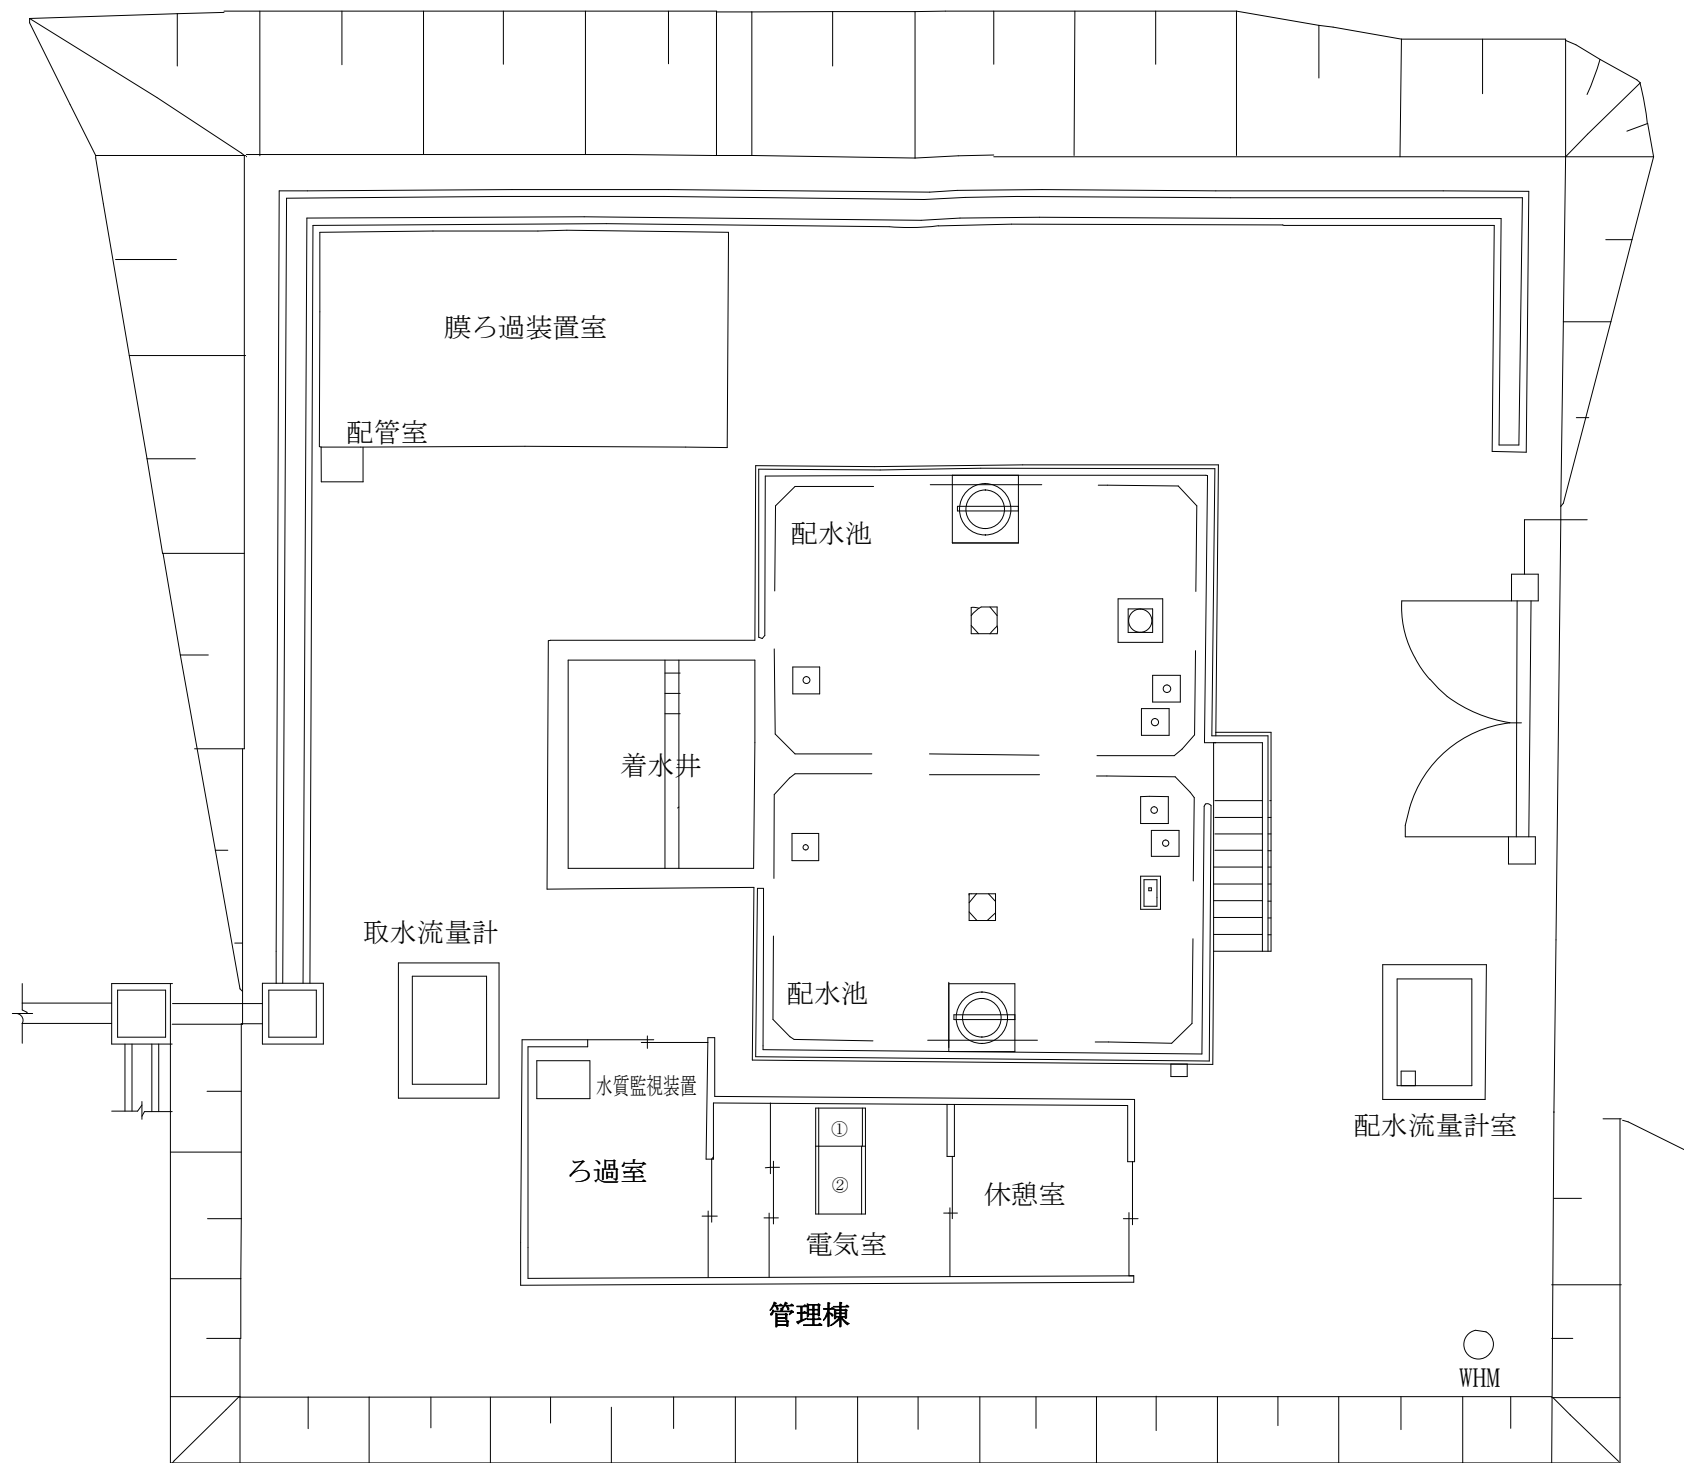 膜ろ過装置室
配管室
配水池
着水井
取水流量計
配水池
水質監視装置
①
配水流量計室
ろ過室
②
休憩室
電気室
管理棟
WHM